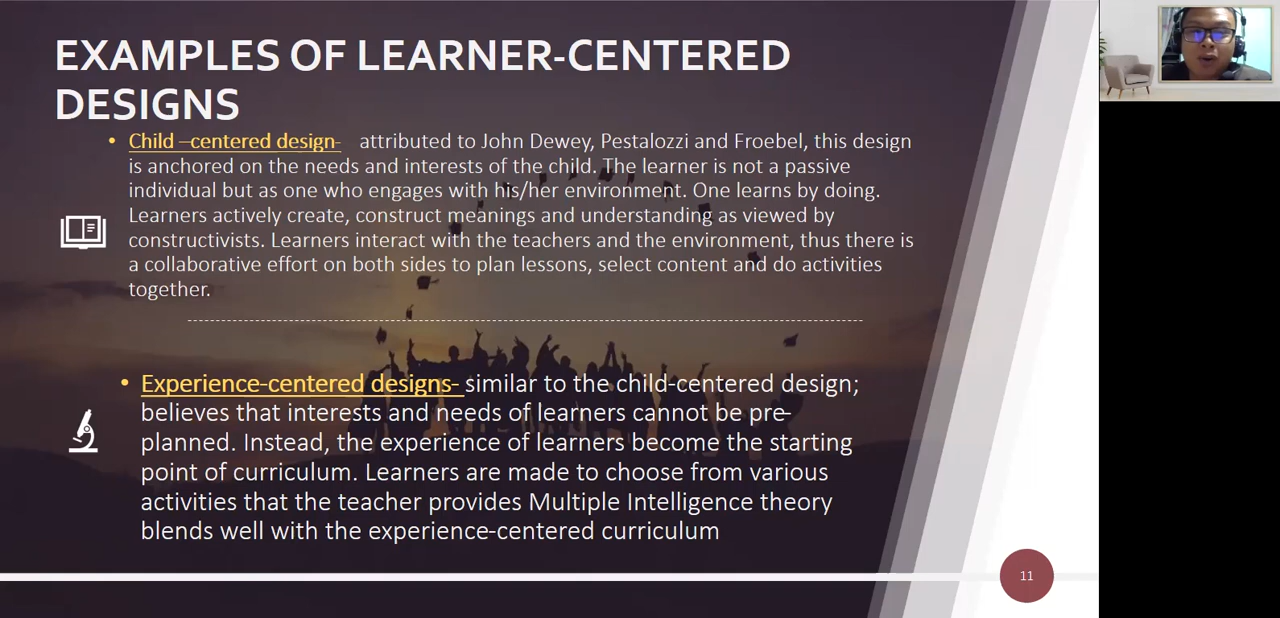 EXAMPLES OF LEARNER-CENTERED
DESIGNS
• Child –centered design- attributed to John Dewey, Pestalozzi and Froebel, this design
is anchored on the needs and interests of the child. The learner is not a passive
individual but as one who engages with his/her environment. One learns by doing.
Learners actively create, construct meanings and understanding as viewed by
constructivists. Learners interact with the teachers and the environment, thus there is
a collaborative effort on both sides to plan lessons, select content and do activities
together.
• Experience-centered designs- similar to the child-centered design;
believes that interests and needs of learners cannot be pre-
planned. Instead, the experience of learners become the starting
point of curriculum. Learners are made to choose from various
activities that the teacher provides Multiple Intelligence theory
blends well with the experience-centered curriculum
11